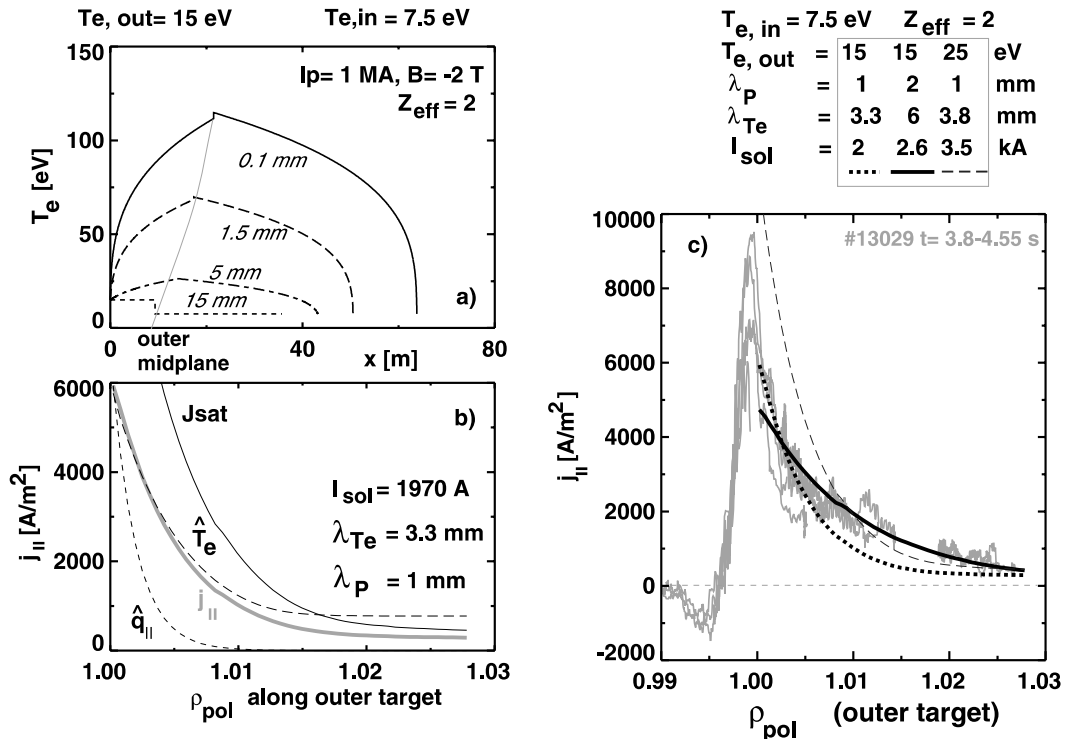 Te, out= 15 eV Te,in = 7.5 eV
150
100
50
0
Te [eV]
Ip= 1 MA, B= -2 T
Zeff = 2
0.1 mm
1.5 mm
5 mm
15 mm
a)
0 40 80
outer
midplane
x [m]
6000
4000
2000
0
j|| [A/m²]
Jsat
b)
T̂e
j||
q̂||
I sol = 1970 A
λTe = 3.3 mm
λP = 1 mm
1.00 1.01 1.02 1.03
ρpol along outer target
Te, in = 7.5 eV Zeff = 2
Te, out = 15 15 25 eV
λP = 1 2 1 mm
λTe = 3.3 6 3.8 mm
Isol = 2 2.6 3.5 kA
10000
8000
6000
4000
2000
0
-2000
j|| [A/m²]
c)
#13029 t= 3.8-4.55 s
0.99 1.00 1.01 1.02 1.03
ρpol (outer target)